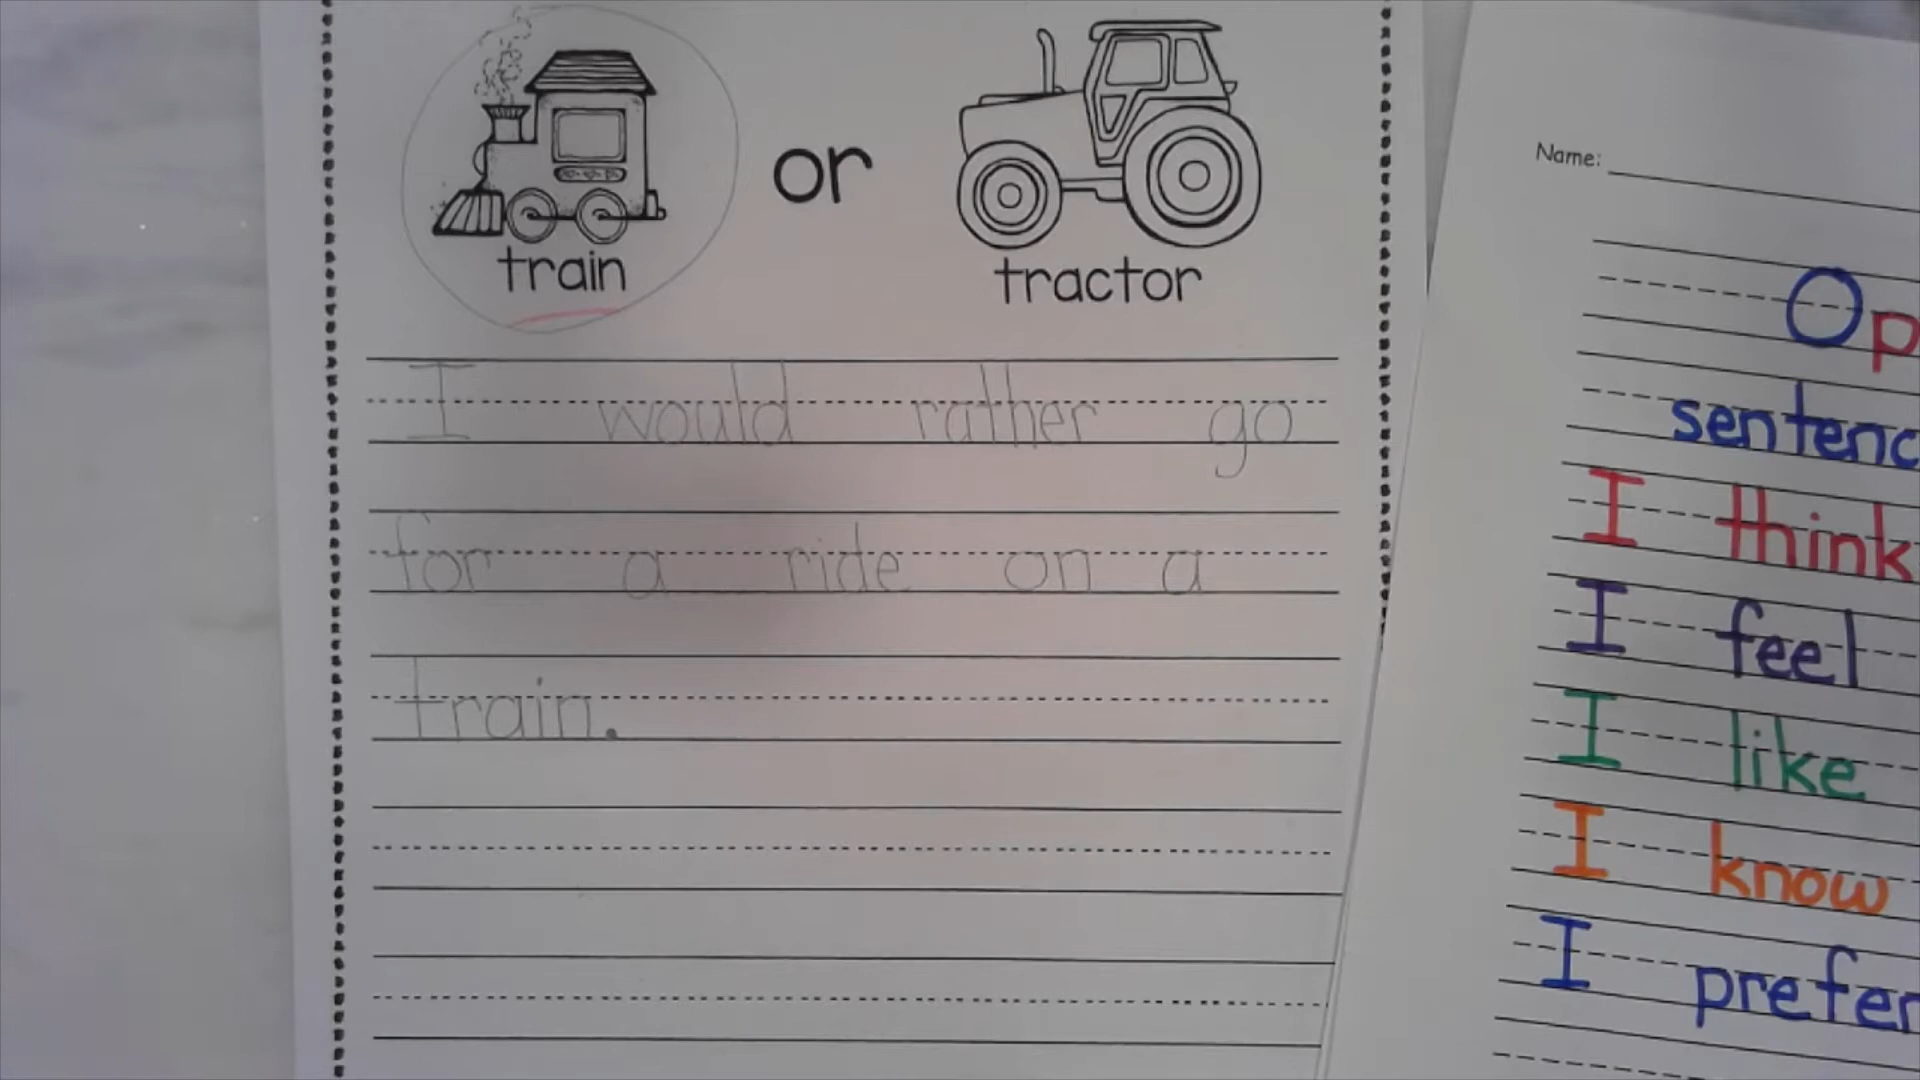 train or tractor
I would rather go
for a ride on a
train.
Name:
Op
sentenc
I think
I feel
I like
I know
I prefer